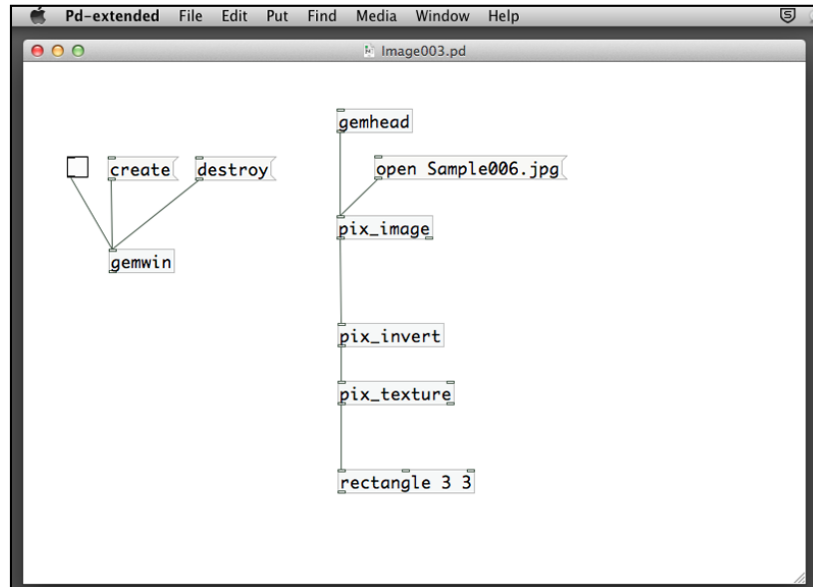 Pd-extended File Edit Put Find Media Window Help
Image003.pd
gemhead
create destroy open Sample006.jpg
pix_image
gemwin
pix_invert
pix_texture
rectangle 3 3